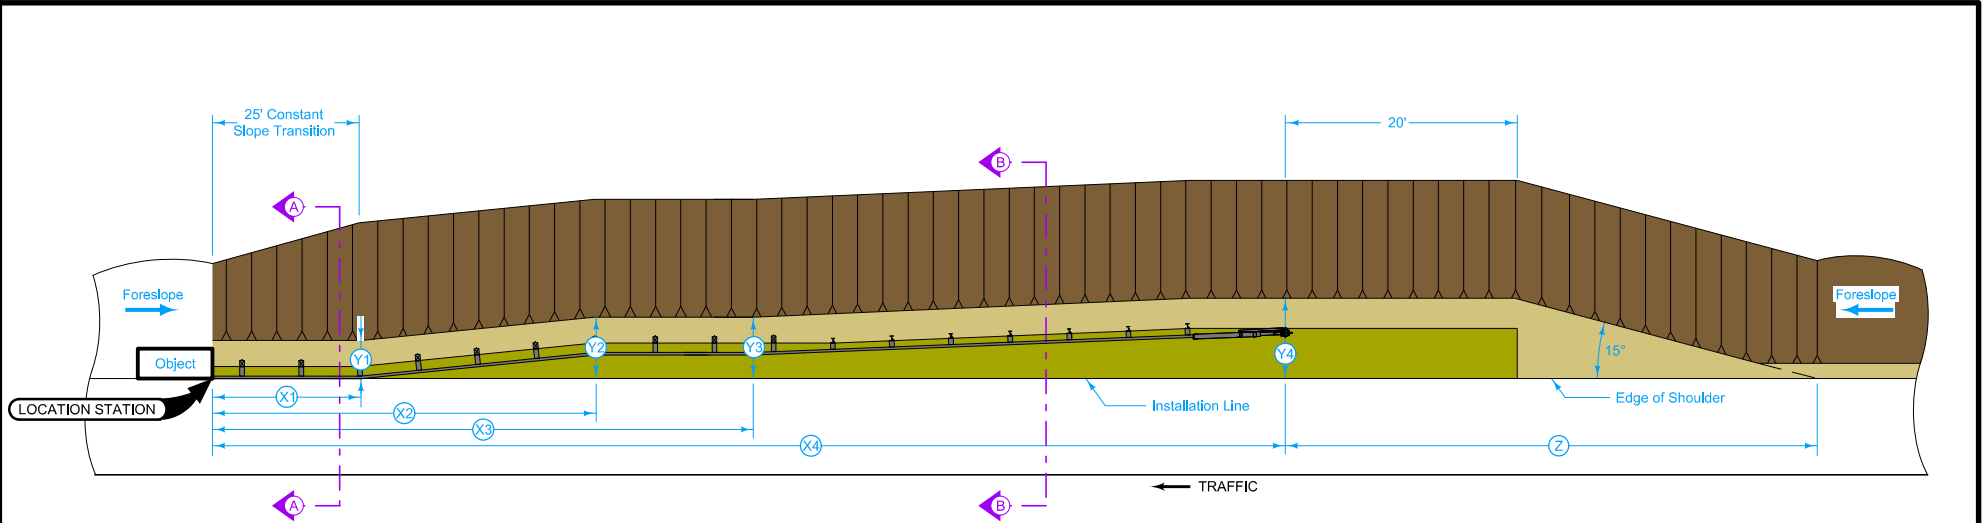 25' Constant
Slope Transition
20'
B
A
Foreslope
Foreslope
Object
Y1
Y2
Y3
Y4
15°
X1
LOCATION STATION
X2
Installation Line
Edge of Shoulder
X3
X4
Z
TRAFFIC
A
B